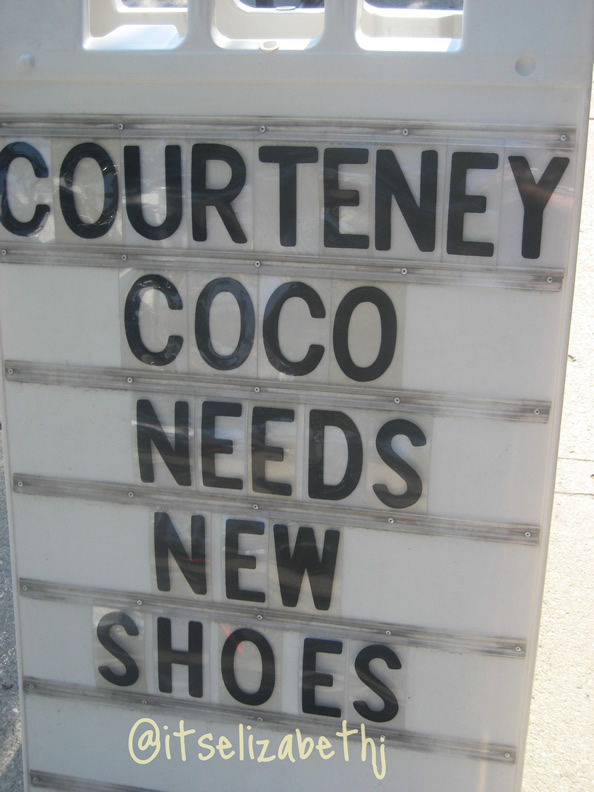 COURTENEY
COCO
NEEDS
NEW
SHOES
@itselizabethj